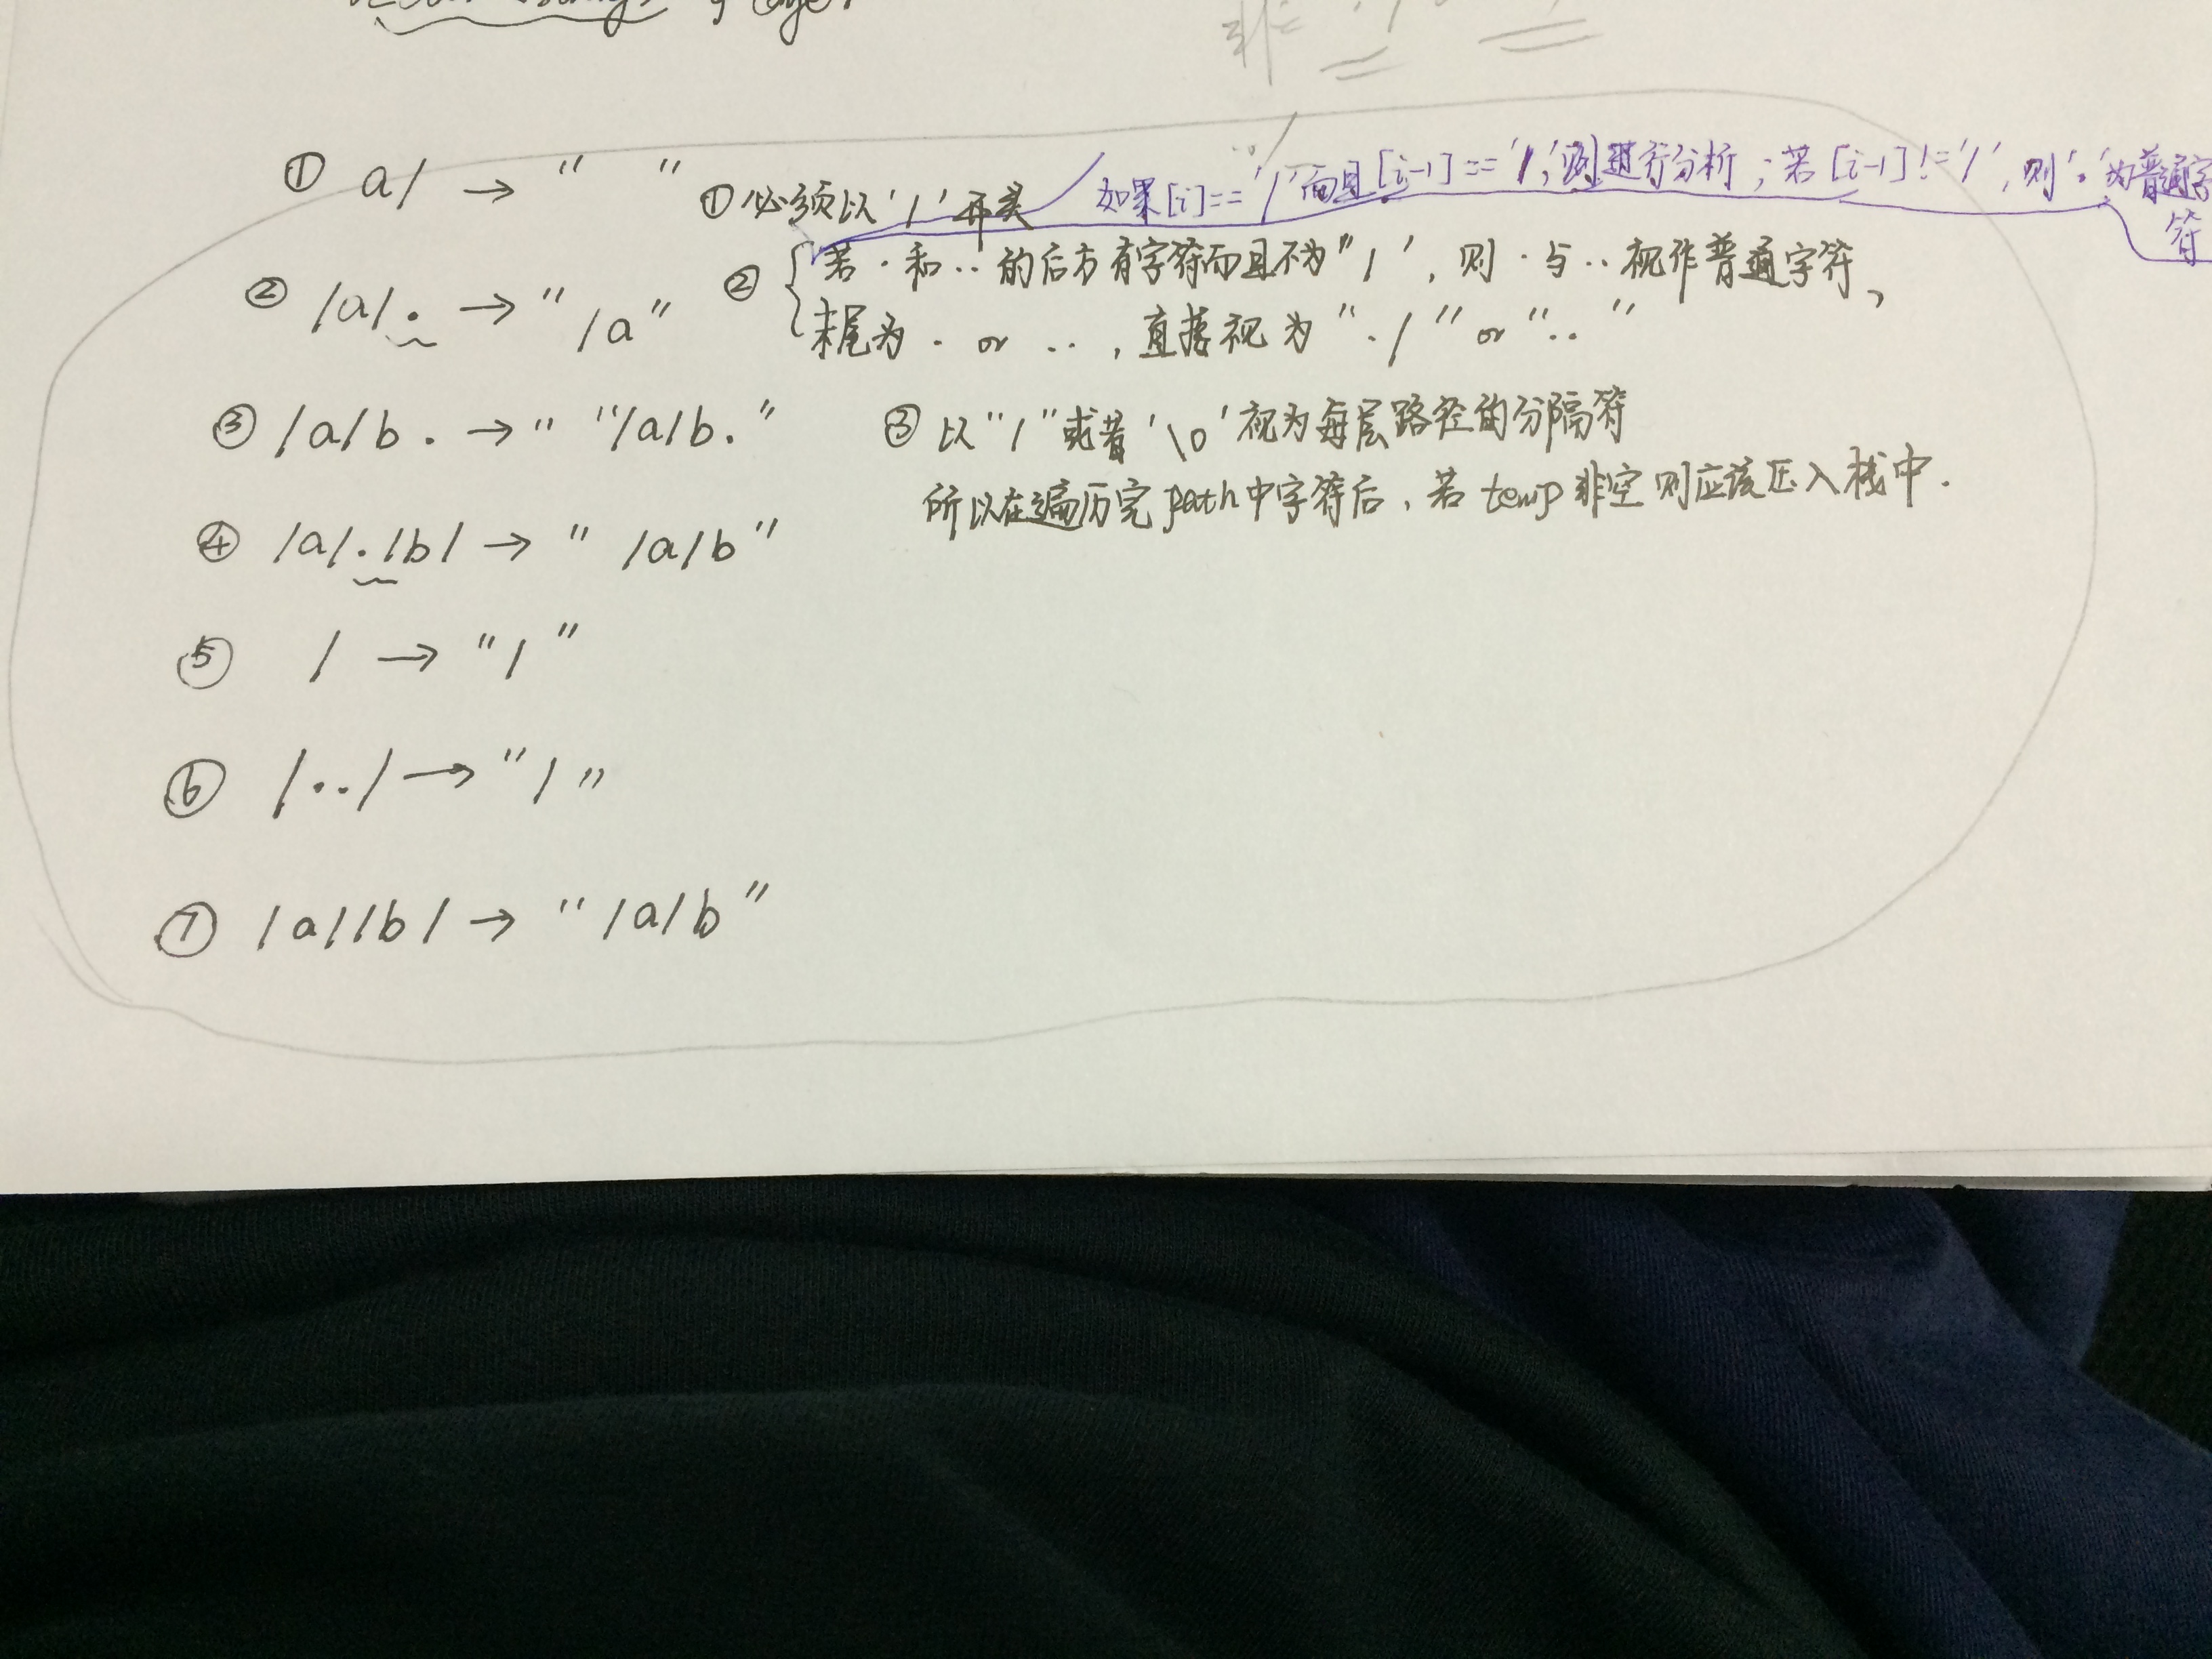 ① a/ → " "
② /a/. → "/a"
③ /a/b. → " "/a/b."
④ /a/./b/ → "/a/b"
⑤ / → "/"
⑥ /../ → "/"
⑦ /a//b/ → "/a/b"
① 必须以'/'开头
如果[i]=='/'而且[i-1]=='/',则进行分析;若[i-1]!='/',则'.'为普通字
符
② 若.和..的后方有字符而且不为"/',则.与..视作普通字符,
末尾为. or ..,直接视为"./" or ".."
③ 以"/"或者'\0'视为每层路径的分隔符
所以在遍历完path中字符后,若temp非空则应该压入栈中.